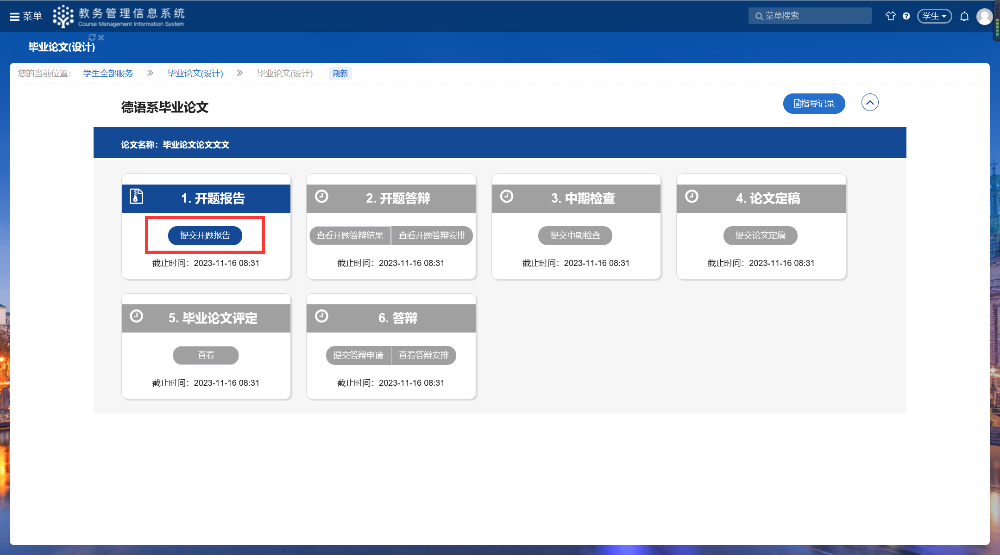 菜单
教务管理信息系统
Course Management Information System
菜单搜索
学生
毕业论文(设计)
您的当前位置： 学生全部服务 » 毕业论文(设计) » 毕业论文(设计) 刷新
德语系毕业论文
指导记录
论文名称：毕业论文论文文文
1. 开题报告
提交开题报告
截止时间：2023-11-16 08:31
2. 开题答辩
查看开题答辩结果 查看开题答辩安排
截止时间：2023-11-16 08:31
3. 中期检查
提交中期检查
截止时间：2023-11-16 08:31
4. 论文定稿
提交论文定稿
截止时间：2023-11-16 08:31
5. 毕业论文评定
查看
截止时间：2023-11-16 08:31
6. 答辩
提交答辩申请 查看答辩安排
截止时间：2023-11-16 08:31